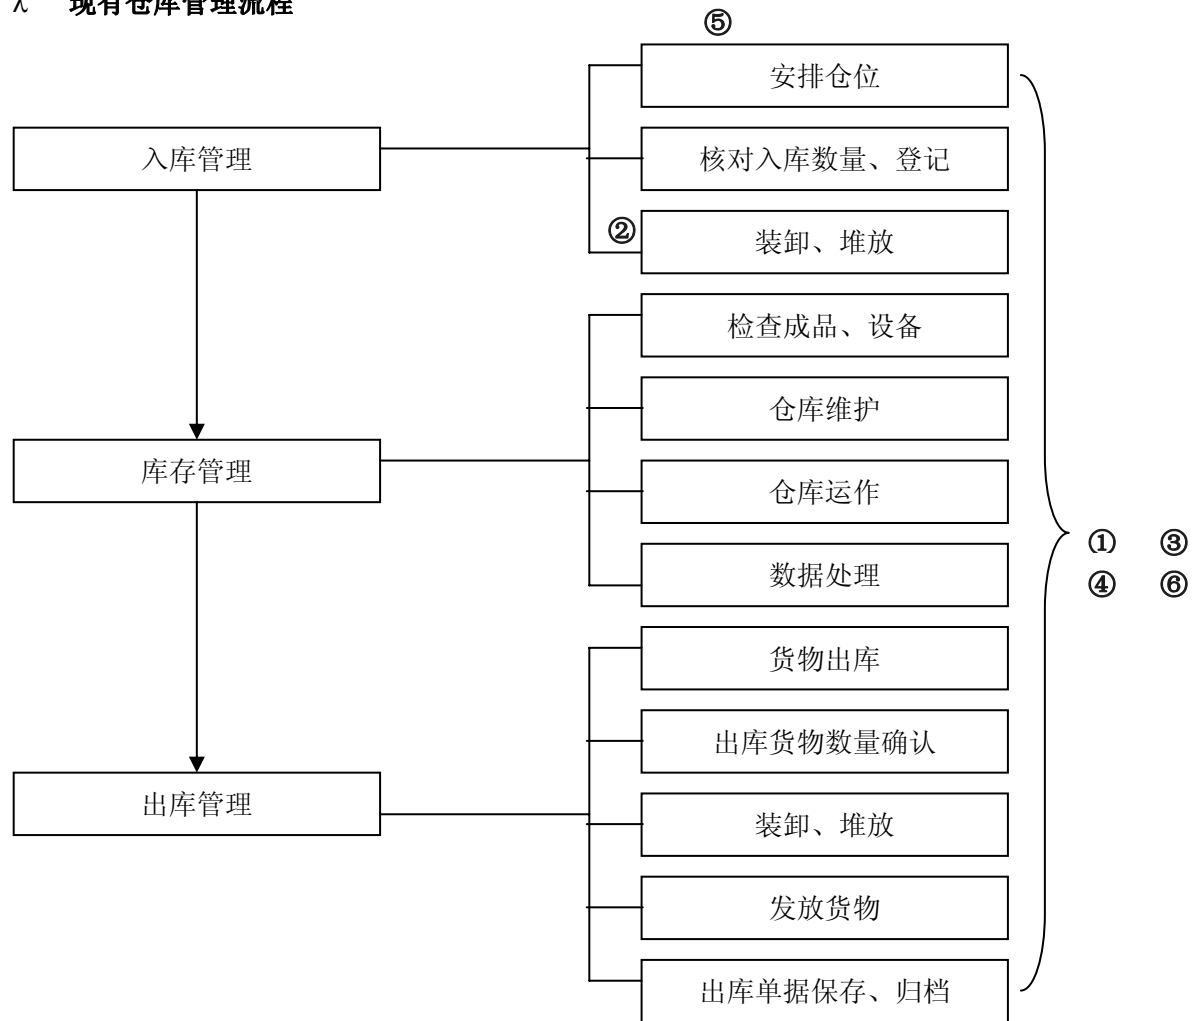 λ 现有仓库管理流程
⑤
安排仓位
入库管理
核对入库数量、登记
②
装卸、堆放
检查成品、设备
仓库维护
库存管理
仓库运作
① ③
数据处理
④ ⑥
货物出库
出库货物数量确认
出库管理
装卸、堆放
发放货物
出库单据保存、归档